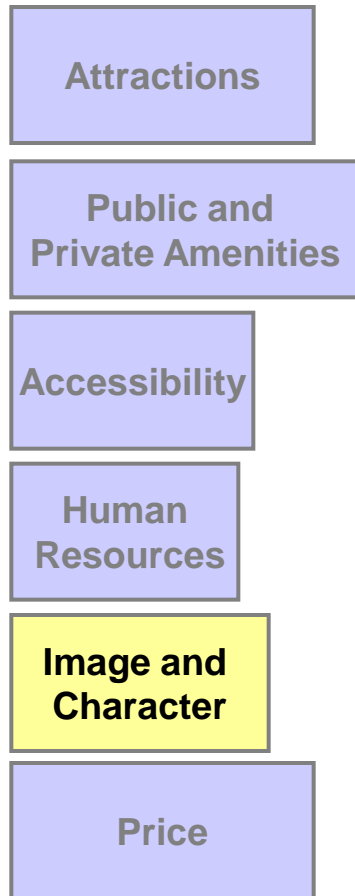 Attractions
Public and
Private Amenities
Accessibility
Human
Resources
Image and
Character
Price